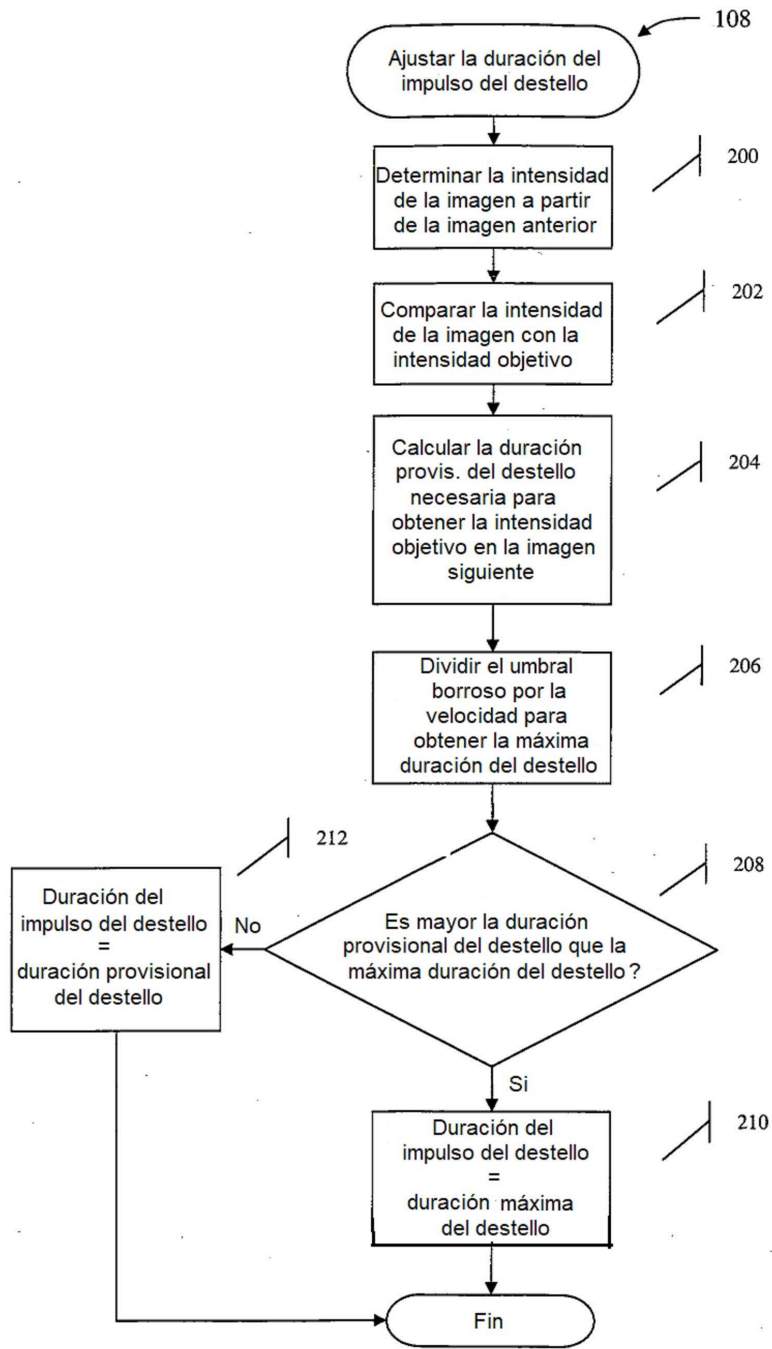 108
Ajustar la duración del
impulso del destello
200
Determinar la intensidad
de la imagen a partir
de la imagen anterior
202
Comparar la intensidad
de la imagen con la
intensidad objetivo
204
Calcular la duración
provis. del destello
necesaria para
obtener la intensidad
objetivo en la imagen
siguiente
206
Dividir el umbral
borroso por la
velocidad para
obtener la máxima
duración del destello
208
Es mayor la duración
provisional del destello que la
máxima duración del destello ?
No
212
Duración del
impulso del destello
=
duración provisional
del destello
Si
210
Duración del
impulso del destello
=
duración máxima
del destello
Fin